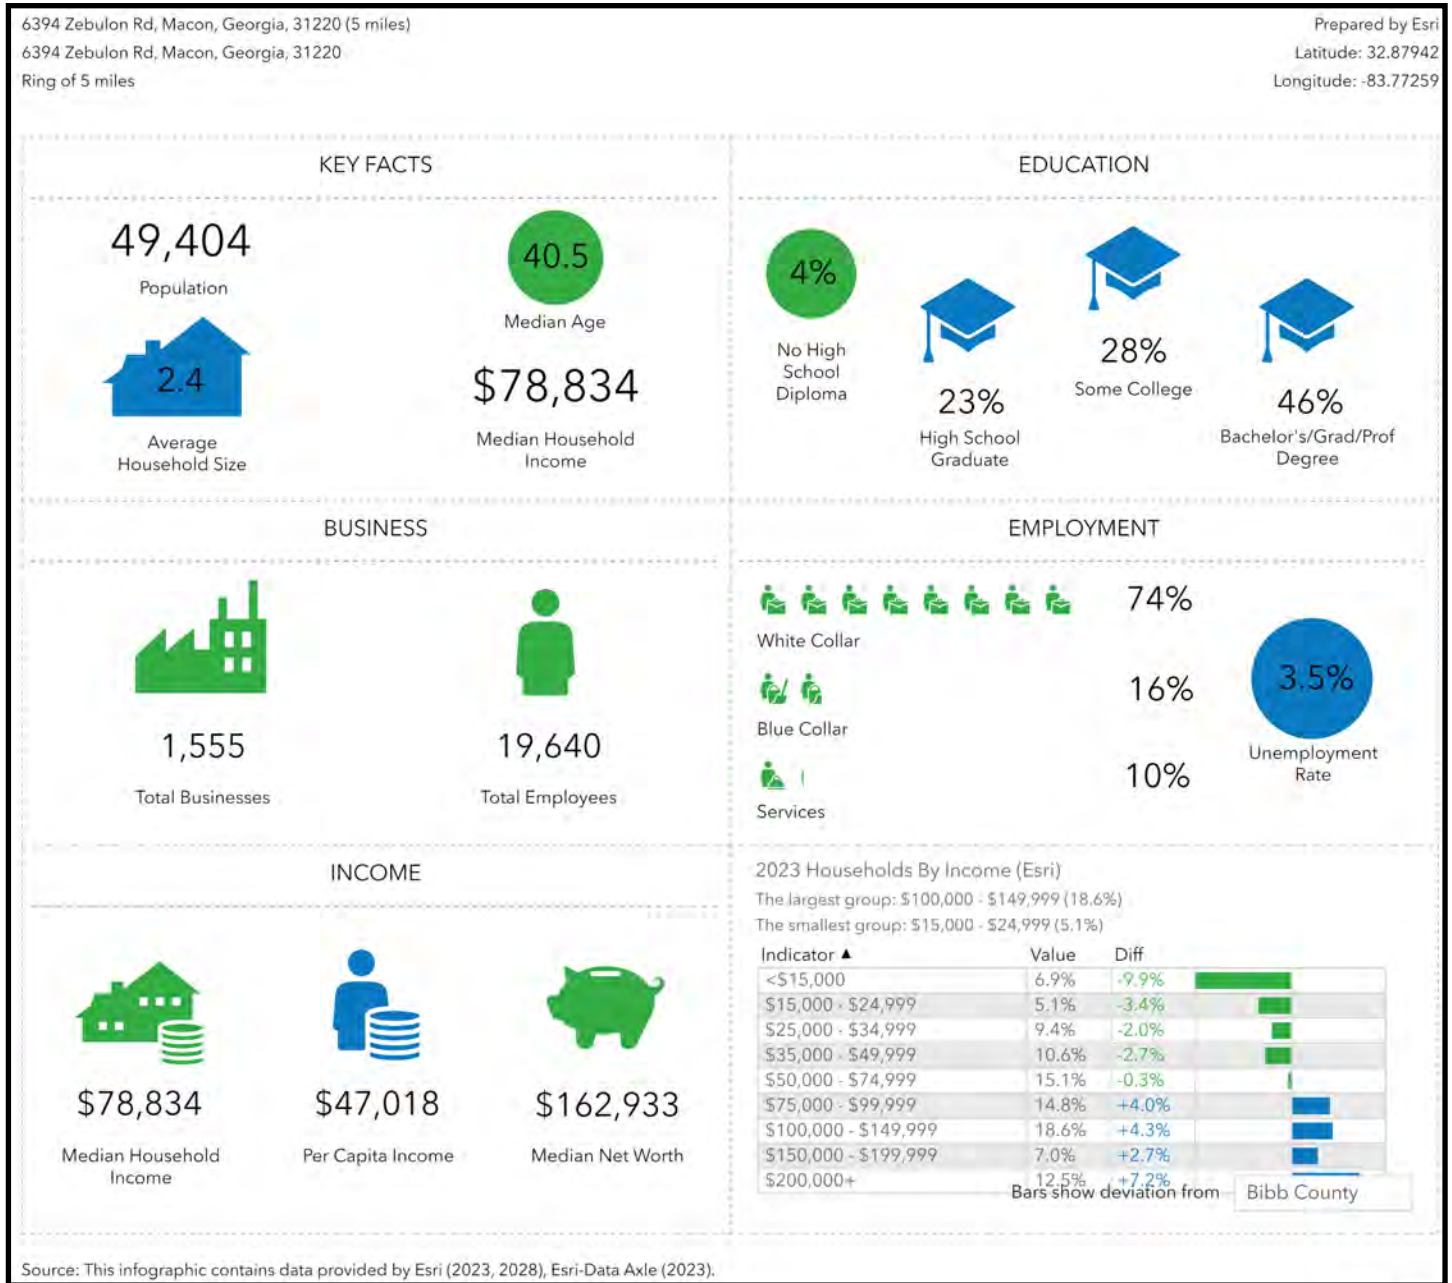 6394 Zebulon Rd, Macon, Georgia, 31220 (5 miles)
6394 Zebulon Rd, Macon, Georgia, 31220
Ring of 5 miles
Prepared by Esri
Latitude: 32.87942
Longitude: -83.77259
KEY FACTS
49,404
Population
40.5
Median Age
2.4
Average
Household Size
$78,834
Median Household
Income
EDUCATION
4%
No High
School
Diploma
23%
High School
Graduate
28%
Some College
46%
Bachelor's/Grad/Prof
Degree
BUSINESS
1,555
Total Businesses
19,640
Total Employees
EMPLOYMENT
74%
White Collar
16%
Blue Collar
10%
Services
3.5%
Unemployment
Rate
INCOME
$78,834
Median Household
Income
$47,018
Per Capita Income
$162,933
Median Net Worth
2023 Households By Income (Esri)
The largest group: $100,000 - $149,999 (18.6%)
The smallest group: $15,000 - $24,999 (5.1%)
Indicator ▲ Value Diff
<$15,000 6.9% -9.9%
$15,000 - $24,999 5.1% -3.4%
$25,000 - $34,999 9.4% -2.0%
$35,000 - $49,999 10.6% -2.7%
$50,000 - $74,999 15.1% -0.3%
$75,000 - $99,999 14.8% +4.0%
$100,000 - $149,999 18.6% +4.3%
$150,000 - $199,999 7.0% +2.7%
$200,000+ 12.5% +7.2%
Bars show deviation from Bibb County
Source: This infographic contains data provided by Esri (2023, 2028), Esri-Data Axle (2023).